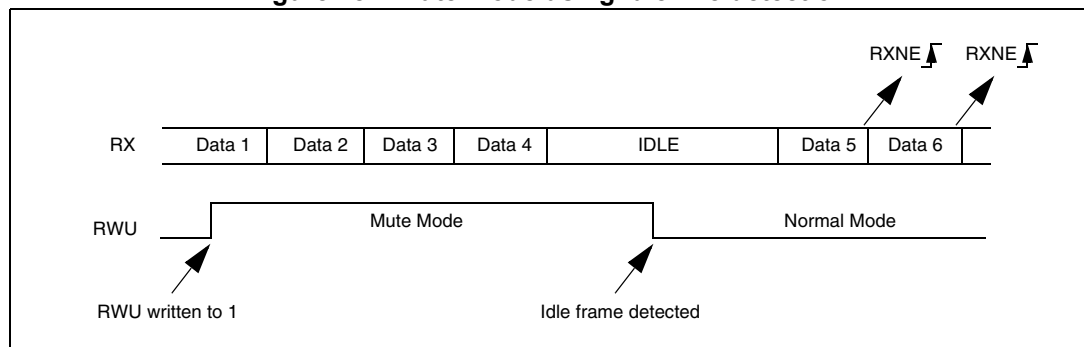 RXNE RXNE
RX Data 1 Data 2 Data 3 Data 4 IDLE Data 5 Data 6
RWU Mute Mode Normal Mode
RWU written to 1 Idle frame detected